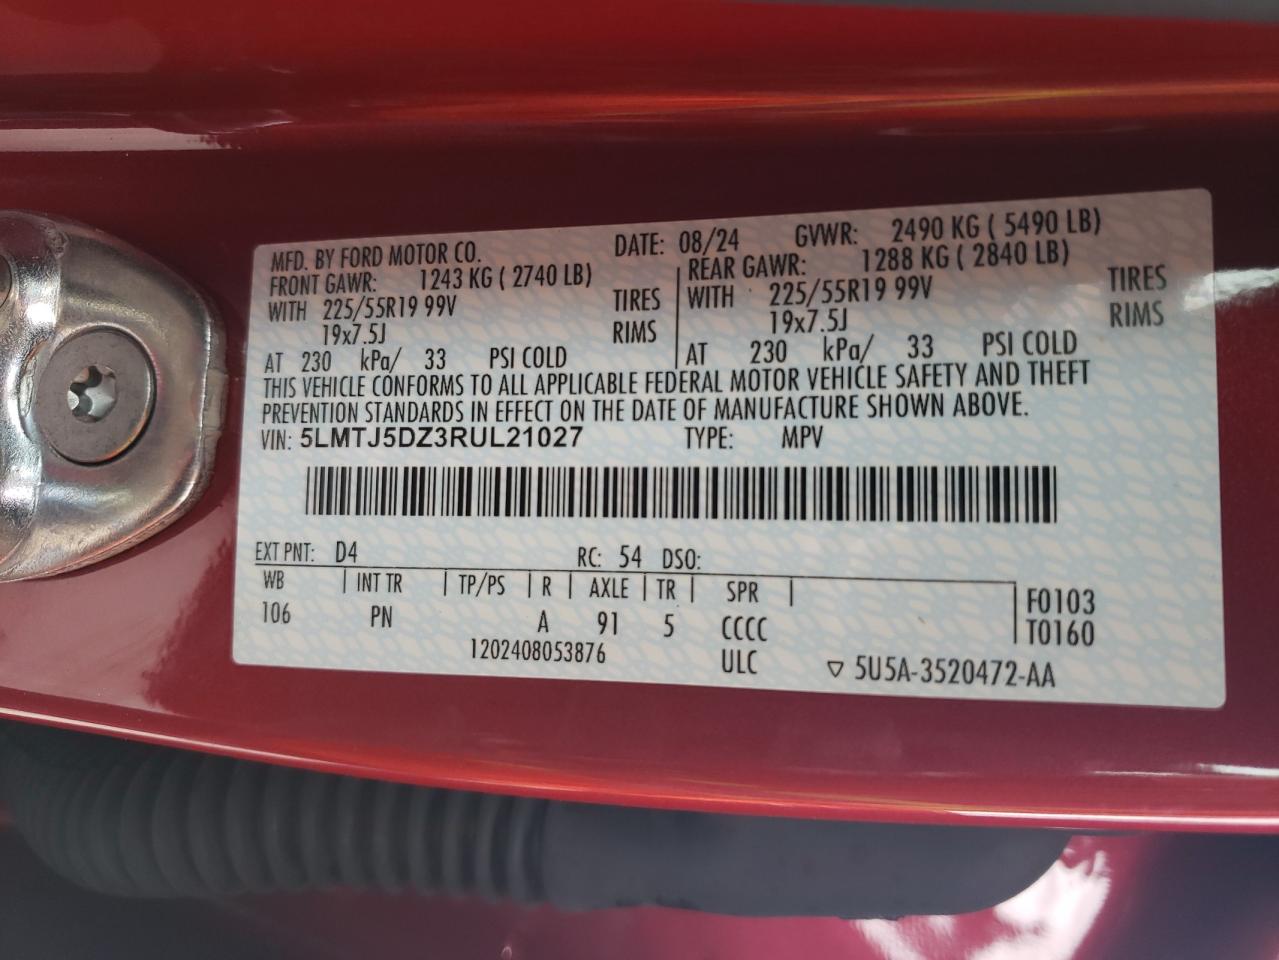 MFD. BY FORD MOTOR CO. DATE: 08/24 GVWR: 2490 KG ( 5490 LB)
FRONT GAWR: 1243 KG ( 2740 LB) REAR GAWR: 1288 KG ( 2840 LB)
WITH 225/55R19 99V TIRES WITH 225/55R19 99V TIRES
19x7.5J RIMS 19x7.5J RIMS
AT 230 kPa/ 33 PSI COLD AT 230 kPa/ 33 PSI COLD
THIS VEHICLE CONFORMS TO ALL APPLICABLE FEDERAL MOTOR VEHICLE SAFETY AND THEFT
PREVENTION STANDARDS IN EFFECT ON THE DATE OF MANUFACTURE SHOWN ABOVE.
VIN: 5LMTJ5DZ3RUL21027 TYPE: MPV
EXT PNT: D4 RC: 54 DSO:
WB INT TR TP/PS R AXLE TR SPR F0103
106 PN A 91 5 CCCC T0160
1202408053876 ULC ▽ 5U5A-3520472-AA